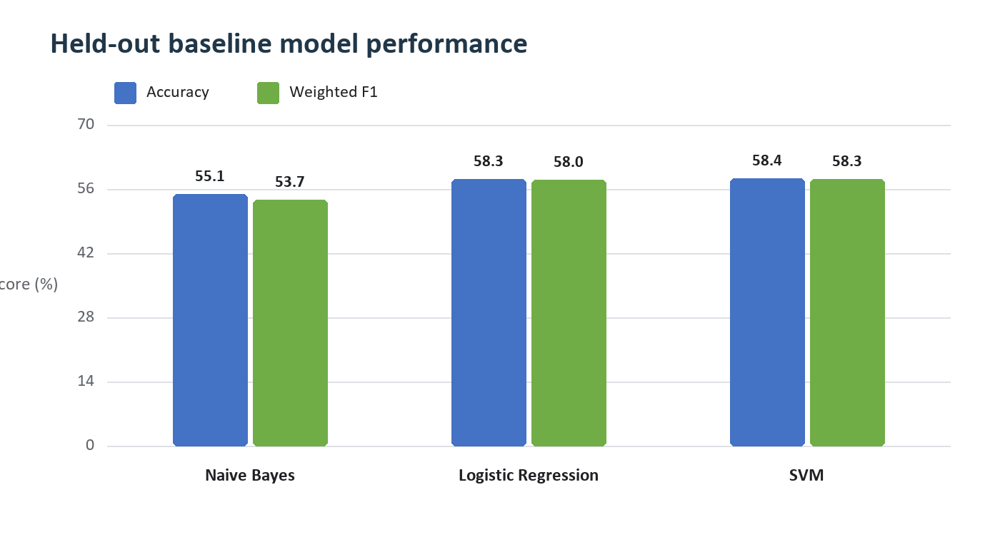 Held-out baseline model performance
Accuracy Weighted F1
70
56
42
28
14
0
core (%)
55.1 53.7 58.3 58.0 58.4 58.3
Naive Bayes Logistic Regression SVM